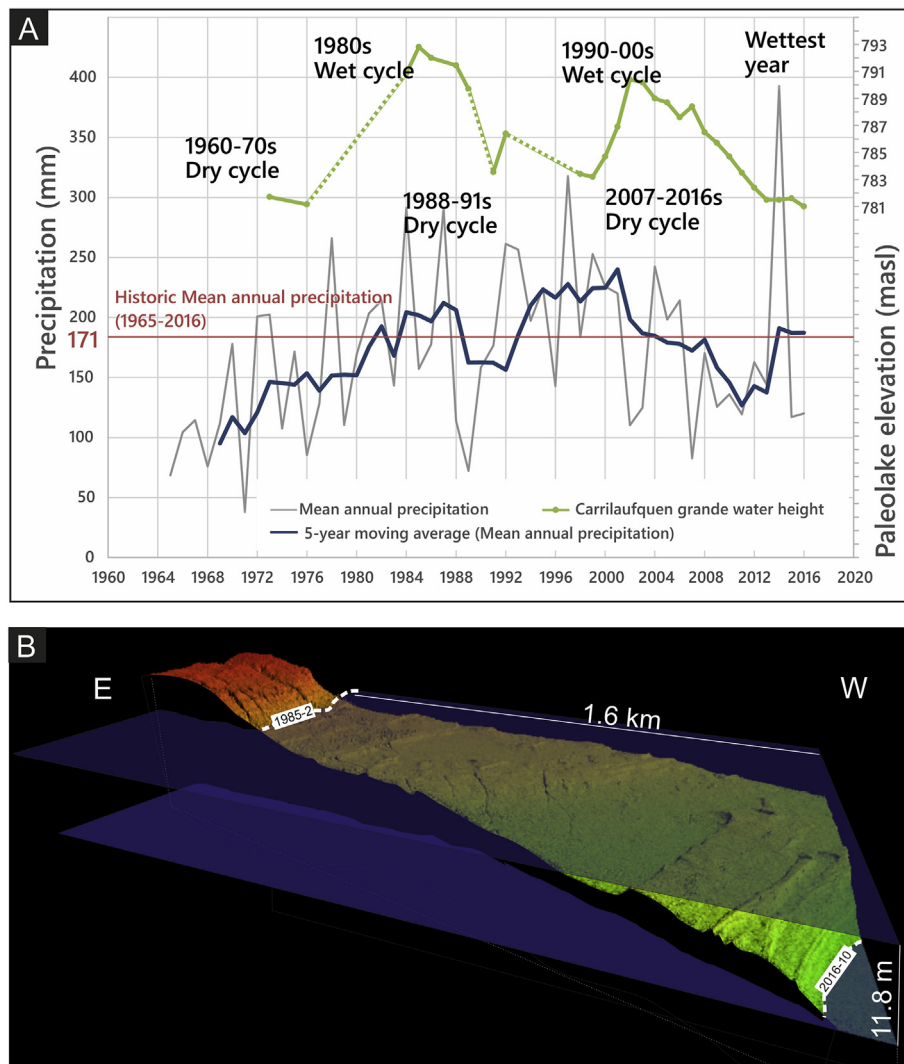 A
1980s
Wet cycle
1990-00s
Wet cycle
Wettest
year
1960-70s
Dry cycle
1988-91s
Dry cycle
2007-2016s
Dry cycle
Historic Mean annual precipitation
(1965-2016)
Precipitation (mm)
400
350
300
250
200
171
150
100
50
0
793
791
789
787
785
783
781
Paleolake elevation (masl)
Mean annual precipitation
Carrilaufquen grande water height
5-year moving average (Mean annual precipitation)
1960 1964 1968 1972 1976 1980 1984 1988 1992 1996 2000 2004 2008 2012 2016 2020
B
E
W
1985-2
1.6 km
2016-10
11.8 m